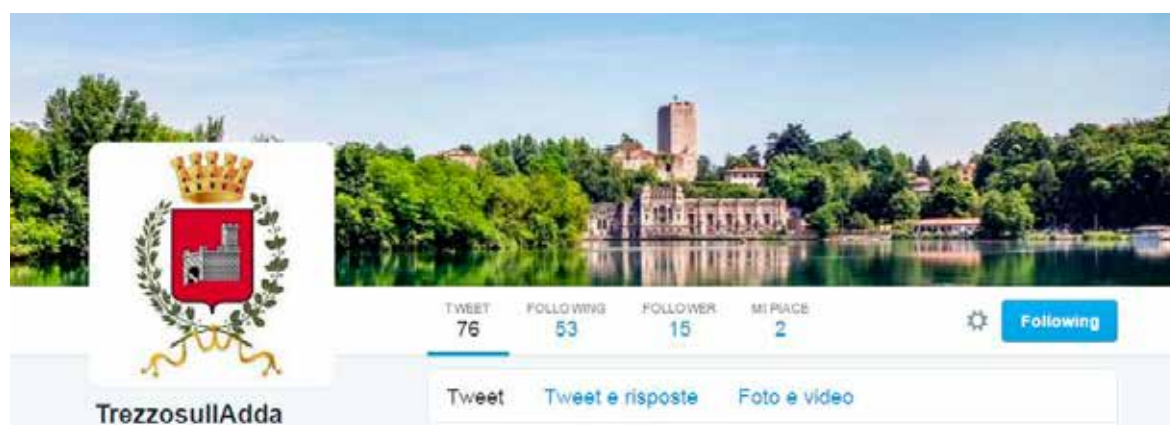 TWEET FOLLOWING FOLLOWER MI PIACE
76 53 15 2
Following
Tweet Tweet e risposte Foto e video
TrezzosullAdda